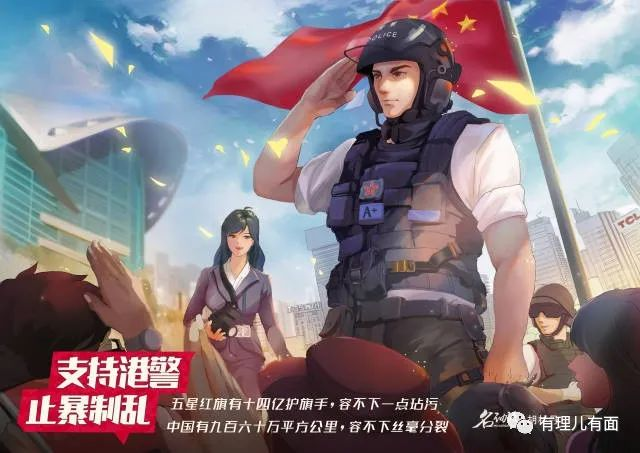 POLICE
A+
TCL
支持港警
止暴制乱
五星红旗有十四亿护旗手，容不下一点玷污
中国有九百六十万平方公里，容不下丝毫分裂
有理儿有面